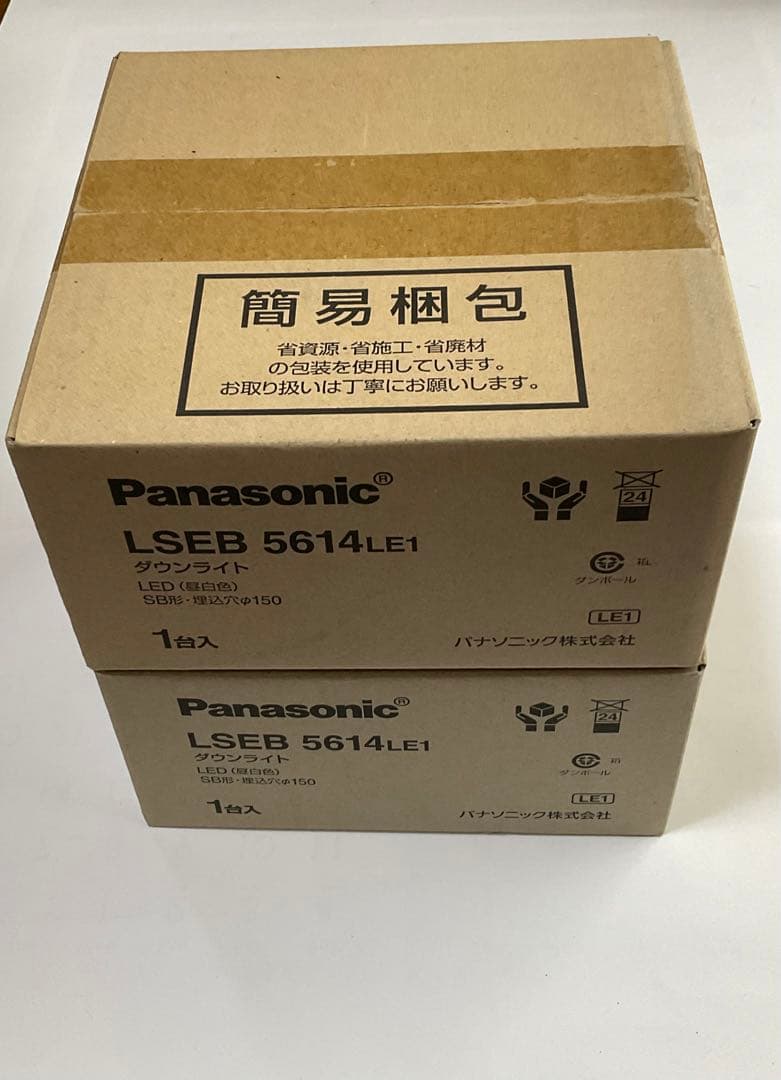 簡易梱包
省資源・省施工・省廃材
の包装を使用しています。
お取り扱いは丁寧にお願いします。
Panasonic®
LSEB 5614LE1
ダウンライト
LED(昼白色)
SB形・埋込穴φ150
1台入
24
箱
ダンボール
LE1
パナソニック株式会社
Panasonic®
LSEB 5614LE1
ダウンライト
LED(昼白色)
SB形・埋込穴φ150
1台入
24
ダンボール
LE1
パナソニック株式会社